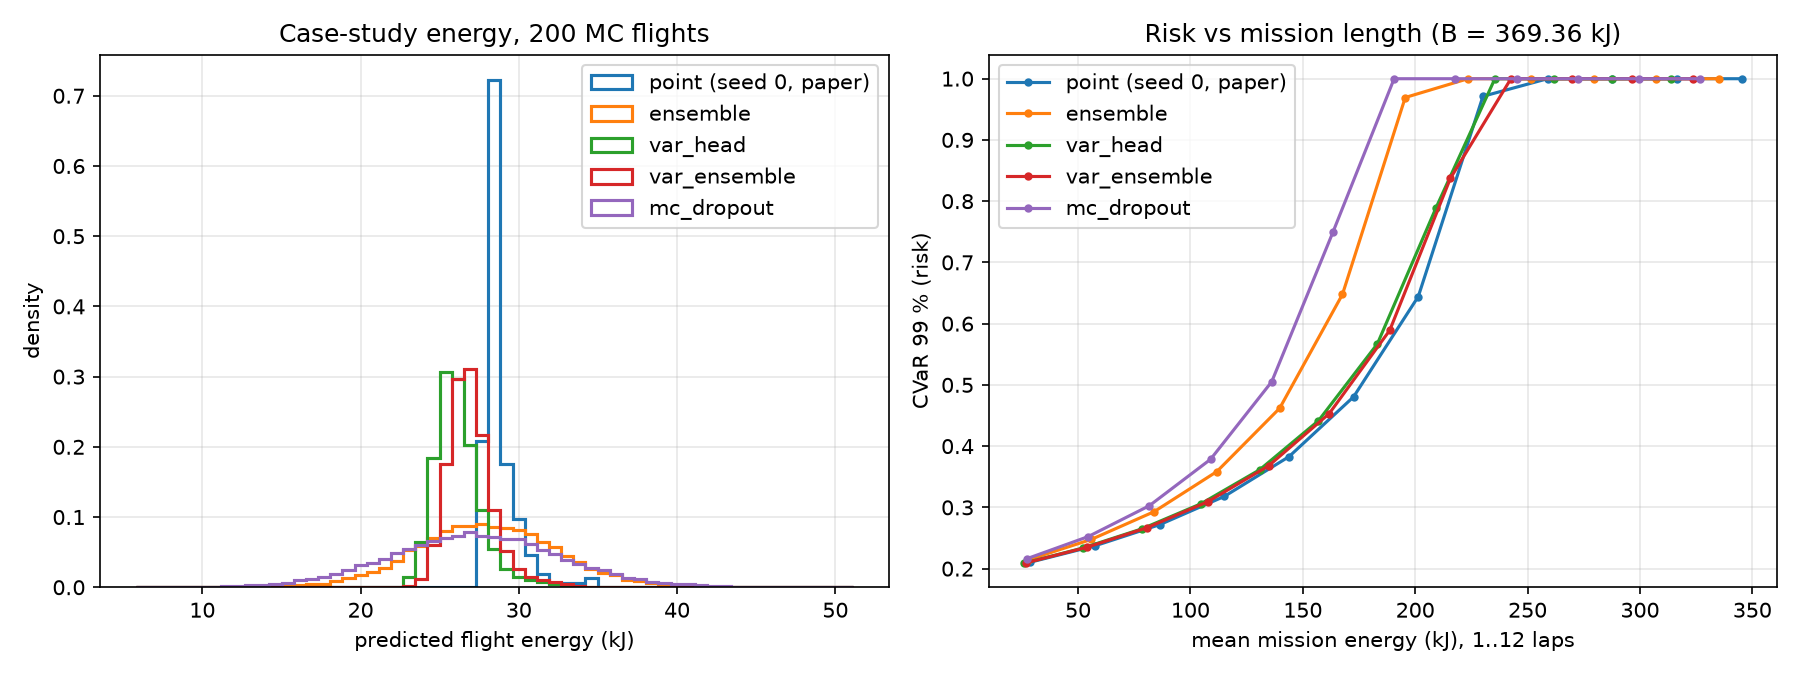 Case-study energy, 200 MC flights
0.7
0.6
0.5
0.4
0.3
0.2
0.1
0.0
density
10
20
30
40
50
predicted flight energy (kJ)
point (seed 0, paper)
ensemble
var_head
var_ensemble
mc_dropout
Risk vs mission length (B = 369.36 kJ)
1.0
0.9
0.8
0.7
0.6
0.5
0.4
0.3
0.2
CVaR 99 % (risk)
50
100
150
200
250
300
350
mean mission energy (kJ), 1..12 laps
point (seed 0, paper)
ensemble
var_head
var_ensemble
mc_dropout